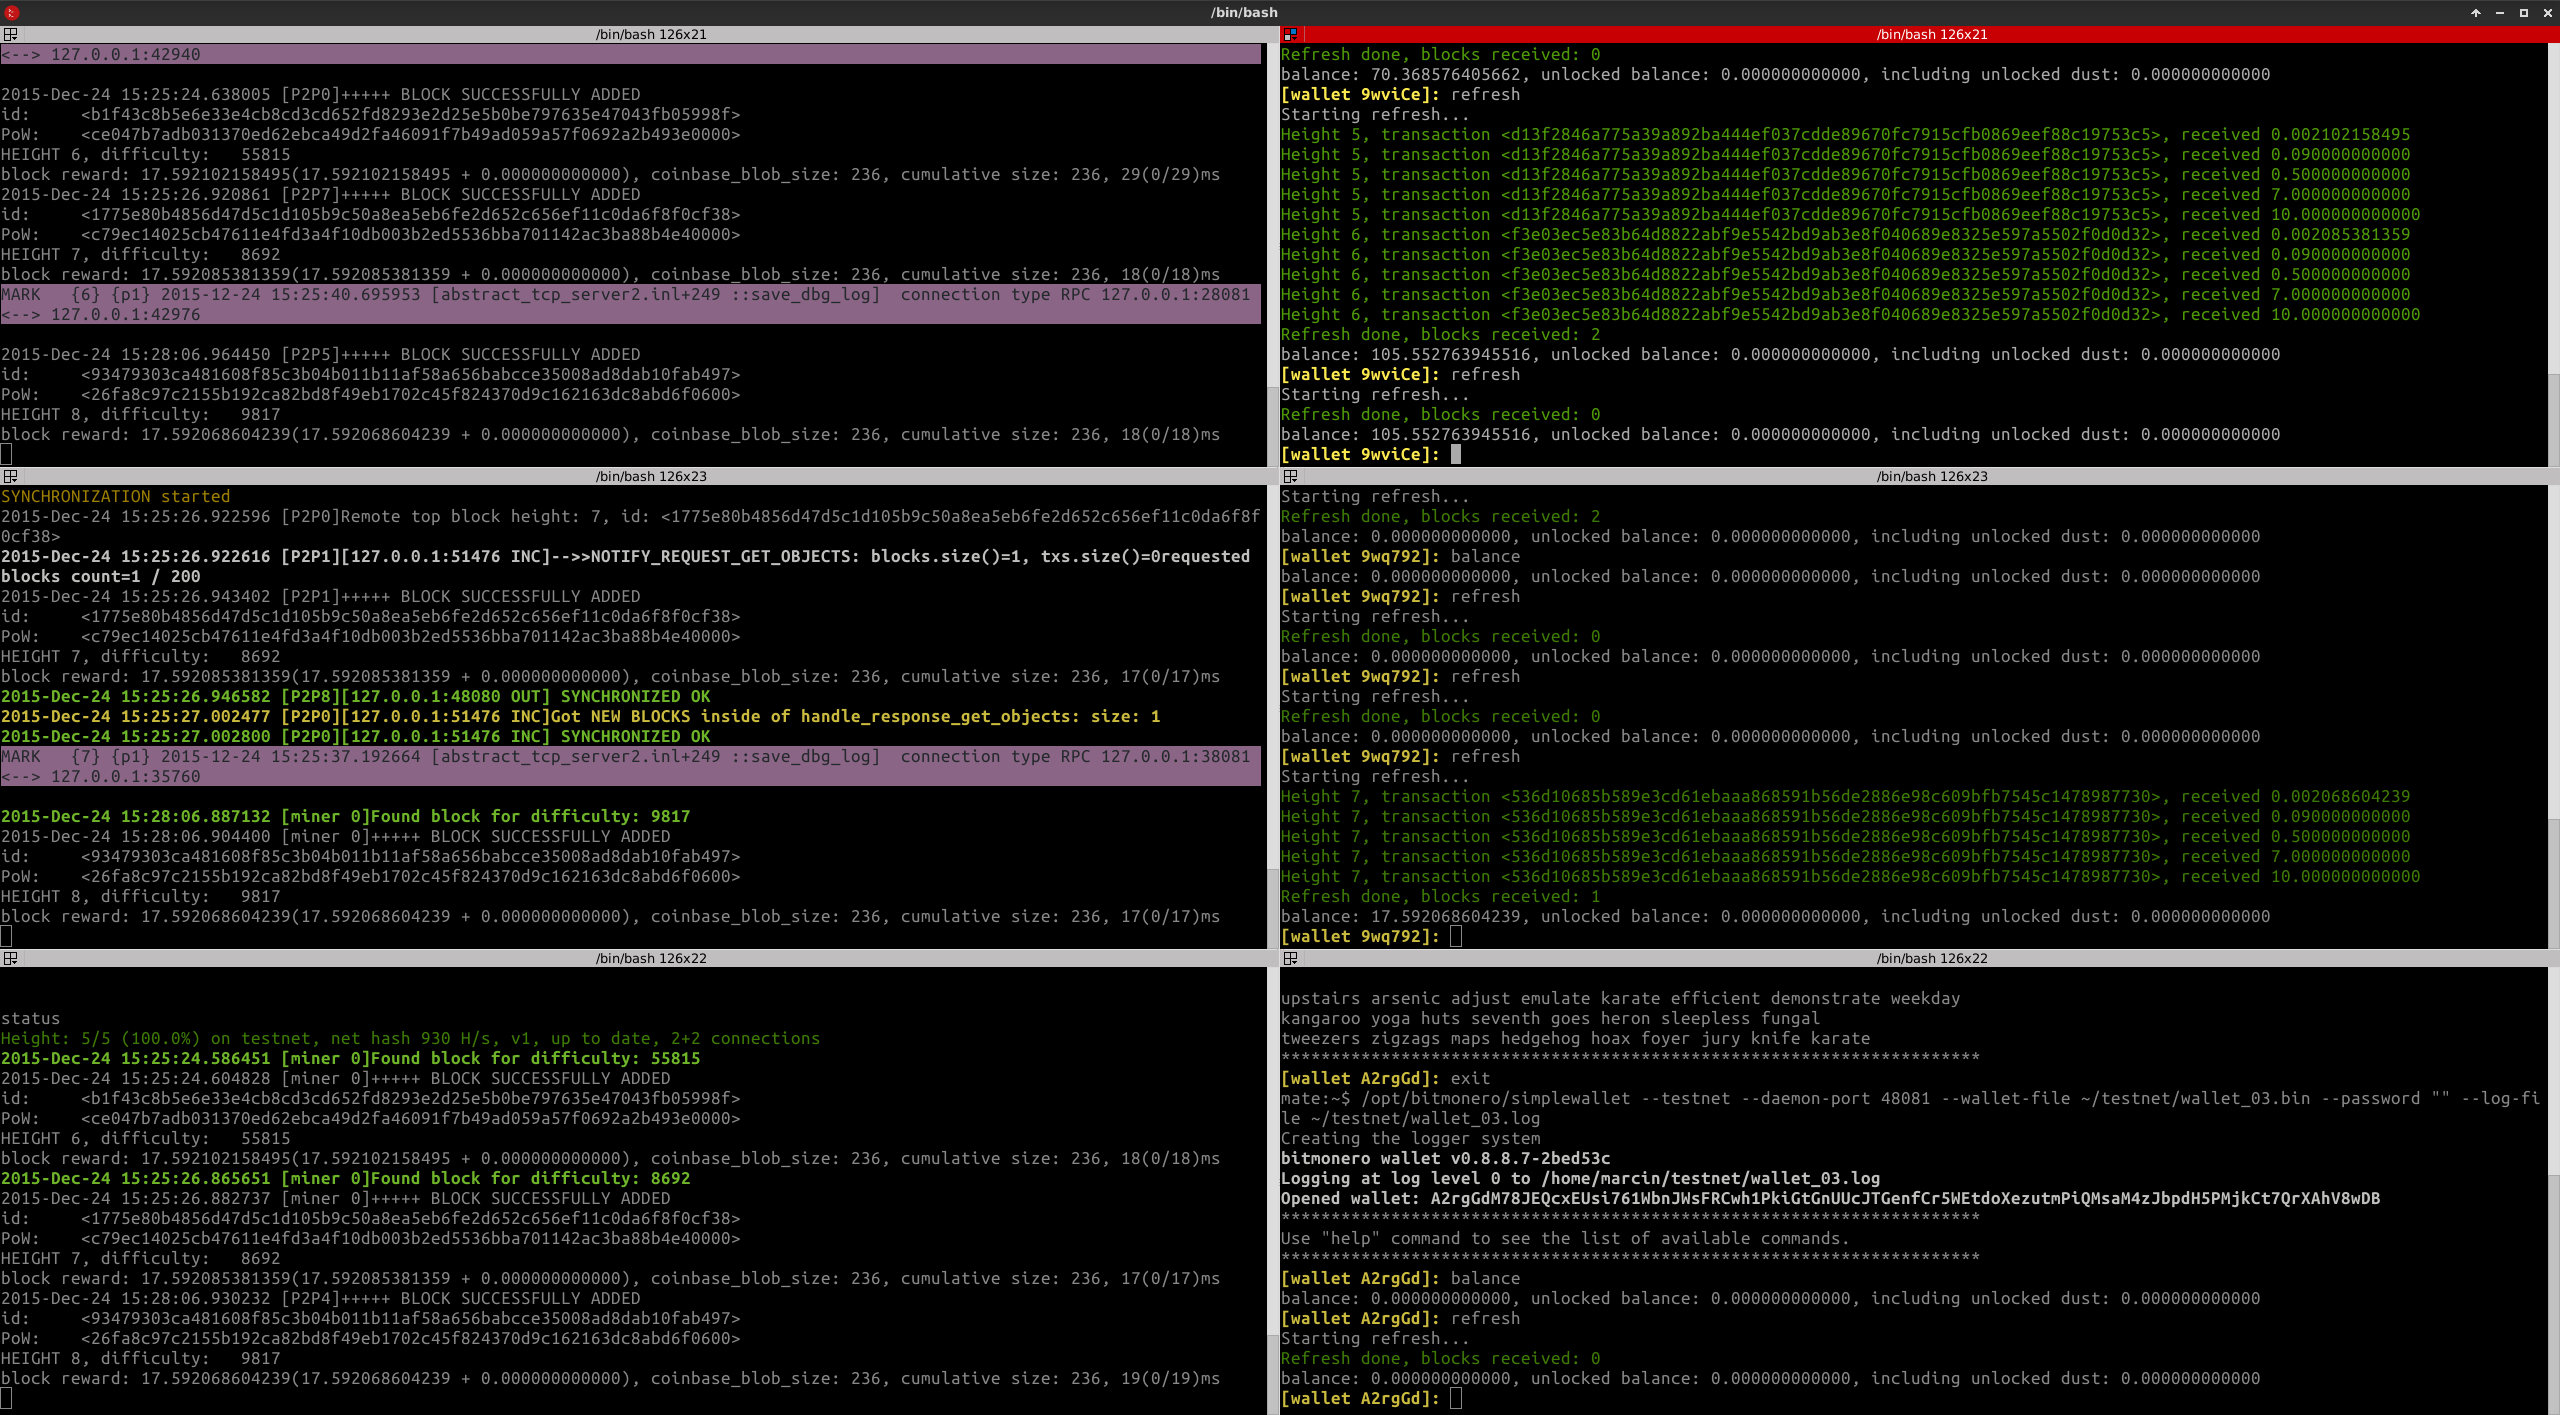 /bin/bash
/bin/bash 126x21
<--> 127.0.0.1:42940
2015-Dec-24 15:25:24.638005 [P2P0]+++++ BLOCK SUCCESSFULLY ADDED
id:     <b1f43c8b5e6e33e4cb8cd3cd652fd8293e2d25e5b0be797635e47043fb05998f>
PoW:    <ce047b7adb031370ed62ebca49d2fa46091f7b49ad059a57f0692a2b493e0000>
HEIGHT 6, difficulty:   55815
block reward: 17.592102158495(17.592102158495 + 0.000000000000), coinbase_blob_size: 236, cumulative size: 236, 29(0/29)ms
2015-Dec-24 15:25:26.920861 [P2P7]+++++ BLOCK SUCCESSFULLY ADDED
id:     <1775e80b4856d47d5c1d105b9c50a8ea5eb6fe2d652c656ef11c0da6f8f0cf38>
PoW:    <c79ec14025cb47611e4fd3a4f10db003b2ed5536bba701142ac3ba88b4e40000>
HEIGHT 7, difficulty:   8692
block reward: 17.592085381359(17.592085381359 + 0.000000000000), coinbase_blob_size: 236, cumulative size: 236, 18(0/18)ms
MARK   {6} {p1} 2015-12-24 15:25:40.695953 [abstract_tcp_server2.inl+249 ::save_dbg_log]  connection type RPC 127.0.0.1:28081
<--> 127.0.0.1:42976
2015-Dec-24 15:28:06.964450 [P2P5]+++++ BLOCK SUCCESSFULLY ADDED
id:     <93479303ca481608f85c3b04b011b11af58a656babcce35008ad8dab10fab497>
PoW:    <26fa8c97c2155b192ca82bd8f49eb1702c45f824370d9c162163dc8abd6f0600>
HEIGHT 8, difficulty:   9817
block reward: 17.592068604239(17.592068604239 + 0.000000000000), coinbase_blob_size: 236, cumulative size: 236, 18(0/18)ms
/bin/bash 126x21
Refresh done, blocks received: 0
balance: 70.368576405662, unlocked balance: 0.000000000000, including unlocked dust: 0.000000000000
[wallet 9wviCe]: refresh
Starting refresh...
Height 5, transaction <d13f2846a775a39a892ba444ef037cdde89670fc7915cfb0869eef88c19753c5>, received 0.002102158495
Height 5, transaction <d13f2846a775a39a892ba444ef037cdde89670fc7915cfb0869eef88c19753c5>, received 0.090000000000
Height 5, transaction <d13f2846a775a39a892ba444ef037cdde89670fc7915cfb0869eef88c19753c5>, received 0.500000000000
Height 5, transaction <d13f2846a775a39a892ba444ef037cdde89670fc7915cfb0869eef88c19753c5>, received 7.000000000000
Height 5, transaction <d13f2846a775a39a892ba444ef037cdde89670fc7915cfb0869eef88c19753c5>, received 10.000000000000
Height 6, transaction <f3e03ec5e83b64d8822abf9e5542bd9ab3e8f040689e8325e597a5502f0d0d32>, received 0.002085381359
Height 6, transaction <f3e03ec5e83b64d8822abf9e5542bd9ab3e8f040689e8325e597a5502f0d0d32>, received 0.090000000000
Height 6, transaction <f3e03ec5e83b64d8822abf9e5542bd9ab3e8f040689e8325e597a5502f0d0d32>, received 0.500000000000
Height 6, transaction <f3e03ec5e83b64d8822abf9e5542bd9ab3e8f040689e8325e597a5502f0d0d32>, received 7.000000000000
Height 6, transaction <f3e03ec5e83b64d8822abf9e5542bd9ab3e8f040689e8325e597a5502f0d0d32>, received 10.000000000000
Refresh done, blocks received: 2
balance: 105.552763945516, unlocked balance: 0.000000000000, including unlocked dust: 0.000000000000
[wallet 9wviCe]: refresh
Starting refresh...
Refresh done, blocks received: 0
balance: 105.552763945516, unlocked balance: 0.000000000000, including unlocked dust: 0.000000000000
[wallet 9wviCe]:
/bin/bash 126x23
SYNCHRONIZATION started
2015-Dec-24 15:25:26.922596 [P2P0]Remote top block height: 7, id: <1775e80b4856d47d5c1d105b9c50a8ea5eb6fe2d652c656ef11c0da6f8f
0cf38>
2015-Dec-24 15:25:26.922616 [P2P1][127.0.0.1:51476 INC]-->>NOTIFY_REQUEST_GET_OBJECTS: blocks.size()=1, txs.size()=0requested
blocks count=1 / 200
2015-Dec-24 15:25:26.943402 [P2P1]+++++ BLOCK SUCCESSFULLY ADDED
id:     <1775e80b4856d47d5c1d105b9c50a8ea5eb6fe2d652c656ef11c0da6f8f0cf38>
PoW:    <c79ec14025cb47611e4fd3a4f10db003b2ed5536bba701142ac3ba88b4e40000>
HEIGHT 7, difficulty:   8692
block reward: 17.592085381359(17.592085381359 + 0.000000000000), coinbase_blob_size: 236, cumulative size: 236, 17(0/17)ms
2015-Dec-24 15:25:26.946582 [P2P8][127.0.0.1:48080 OUT] SYNCHRONIZED OK
2015-Dec-24 15:25:27.002477 [P2P0][127.0.0.1:51476 INC]Got NEW BLOCKS inside of handle_response_get_objects: size: 1
2015-Dec-24 15:25:27.002800 [P2P0][127.0.0.1:51476 INC] SYNCHRONIZED OK
MARK   {7} {p1} 2015-12-24 15:25:37.192664 [abstract_tcp_server2.inl+249 ::save_dbg_log]  connection type RPC 127.0.0.1:38081
<--> 127.0.0.1:35760
2015-Dec-24 15:28:06.887132 [miner 0]Found block for difficulty: 9817
2015-Dec-24 15:28:06.904400 [miner 0]+++++ BLOCK SUCCESSFULLY ADDED
id:     <93479303ca481608f85c3b04b011b11af58a656babcce35008ad8dab10fab497>
PoW:    <26fa8c97c2155b192ca82bd8f49eb1702c45f824370d9c162163dc8abd6f0600>
HEIGHT 8, difficulty:   9817
block reward: 17.592068604239(17.592068604239 + 0.000000000000), coinbase_blob_size: 236, cumulative size: 236, 17(0/17)ms
/bin/bash 126x23
Starting refresh...
Refresh done, blocks received: 2
balance: 0.000000000000, unlocked balance: 0.000000000000, including unlocked dust: 0.000000000000
[wallet 9wq792]: balance
balance: 0.000000000000, unlocked balance: 0.000000000000, including unlocked dust: 0.000000000000
[wallet 9wq792]: refresh
Starting refresh...
Refresh done, blocks received: 0
balance: 0.000000000000, unlocked balance: 0.000000000000, including unlocked dust: 0.000000000000
[wallet 9wq792]: refresh
Starting refresh...
Refresh done, blocks received: 0
balance: 0.000000000000, unlocked balance: 0.000000000000, including unlocked dust: 0.000000000000
[wallet 9wq792]: refresh
Starting refresh...
Height 7, transaction <536d10685b589e3cd61ebaaa868591b56de2886e98c609bfb7545c1478987730>, received 0.002068604239
Height 7, transaction <536d10685b589e3cd61ebaaa868591b56de2886e98c609bfb7545c1478987730>, received 0.090000000000
Height 7, transaction <536d10685b589e3cd61ebaaa868591b56de2886e98c609bfb7545c1478987730>, received 0.500000000000
Height 7, transaction <536d10685b589e3cd61ebaaa868591b56de2886e98c609bfb7545c1478987730>, received 7.000000000000
Height 7, transaction <536d10685b589e3cd61ebaaa868591b56de2886e98c609bfb7545c1478987730>, received 10.000000000000
Refresh done, blocks received: 1
balance: 17.592068604239, unlocked balance: 0.000000000000, including unlocked dust: 0.000000000000
[wallet 9wq792]:
/bin/bash 126x22
status
Height: 5/5 (100.0%) on testnet, net hash 930 H/s, v1, up to date, 2+2 connections
2015-Dec-24 15:25:24.586451 [miner 0]Found block for difficulty: 55815
2015-Dec-24 15:25:24.604828 [miner 0]+++++ BLOCK SUCCESSFULLY ADDED
id:     <b1f43c8b5e6e33e4cb8cd3cd652fd8293e2d25e5b0be797635e47043fb05998f>
PoW:    <ce047b7adb031370ed62ebca49d2fa46091f7b49ad059a57f0692a2b493e0000>
HEIGHT 6, difficulty:   55815
block reward: 17.592102158495(17.592102158495 + 0.000000000000), coinbase_blob_size: 236, cumulative size: 236, 18(0/18)ms
2015-Dec-24 15:25:26.865651 [miner 0]Found block for difficulty: 8692
2015-Dec-24 15:25:26.882737 [miner 0]+++++ BLOCK SUCCESSFULLY ADDED
id:     <1775e80b4856d47d5c1d105b9c50a8ea5eb6fe2d652c656ef11c0da6f8f0cf38>
PoW:    <c79ec14025cb47611e4fd3a4f10db003b2ed5536bba701142ac3ba88b4e40000>
HEIGHT 7, difficulty:   8692
block reward: 17.592085381359(17.592085381359 + 0.000000000000), coinbase_blob_size: 236, cumulative size: 236, 17(0/17)ms
2015-Dec-24 15:28:06.930232 [P2P4]+++++ BLOCK SUCCESSFULLY ADDED
id:     <93479303ca481608f85c3b04b011b11af58a656babcce35008ad8dab10fab497>
PoW:    <26fa8c97c2155b192ca82bd8f49eb1702c45f824370d9c162163dc8abd6f0600>
HEIGHT 8, difficulty:   9817
block reward: 17.592068604239(17.592068604239 + 0.000000000000), coinbase_blob_size: 236, cumulative size: 236, 19(0/19)ms
/bin/bash 126x22
upstairs arsenic adjust emulate karate efficient demonstrate weekday
kangaroo yoga huts seventh goes heron sleepless fungal
tweezers zigzags maps hedgehog hoax foyer jury knife karate
**********************************************************************
[wallet A2rgGd]: exit
mate:~$ /opt/bitmonero/simplewallet --testnet --daemon-port 48081 --wallet-file ~/testnet/wallet_03.bin --password "" --log-fi
le ~/testnet/wallet_03.log
Creating the logger system
bitmonero wallet v0.8.8.7-2bed53c
Logging at log level 0 to /home/marcin/testnet/wallet_03.log
Opened wallet: A2rgGdM78JEQcxEUsi761WbnJWsFRCwh1PkiGtGnUUcJTGenfCr5WEtdoXezutmPiQMsaM4zJbpdH5PMjkCt7QrXAhV8wDB
**********************************************************************
Use "help" command to see the list of available commands.
**********************************************************************
[wallet A2rgGd]: balance
balance: 0.000000000000, unlocked balance: 0.000000000000, including unlocked dust: 0.000000000000
[wallet A2rgGd]: refresh
Starting refresh...
Refresh done, blocks received: 0
balance: 0.000000000000, unlocked balance: 0.000000000000, including unlocked dust: 0.000000000000
[wallet A2rgGd]: